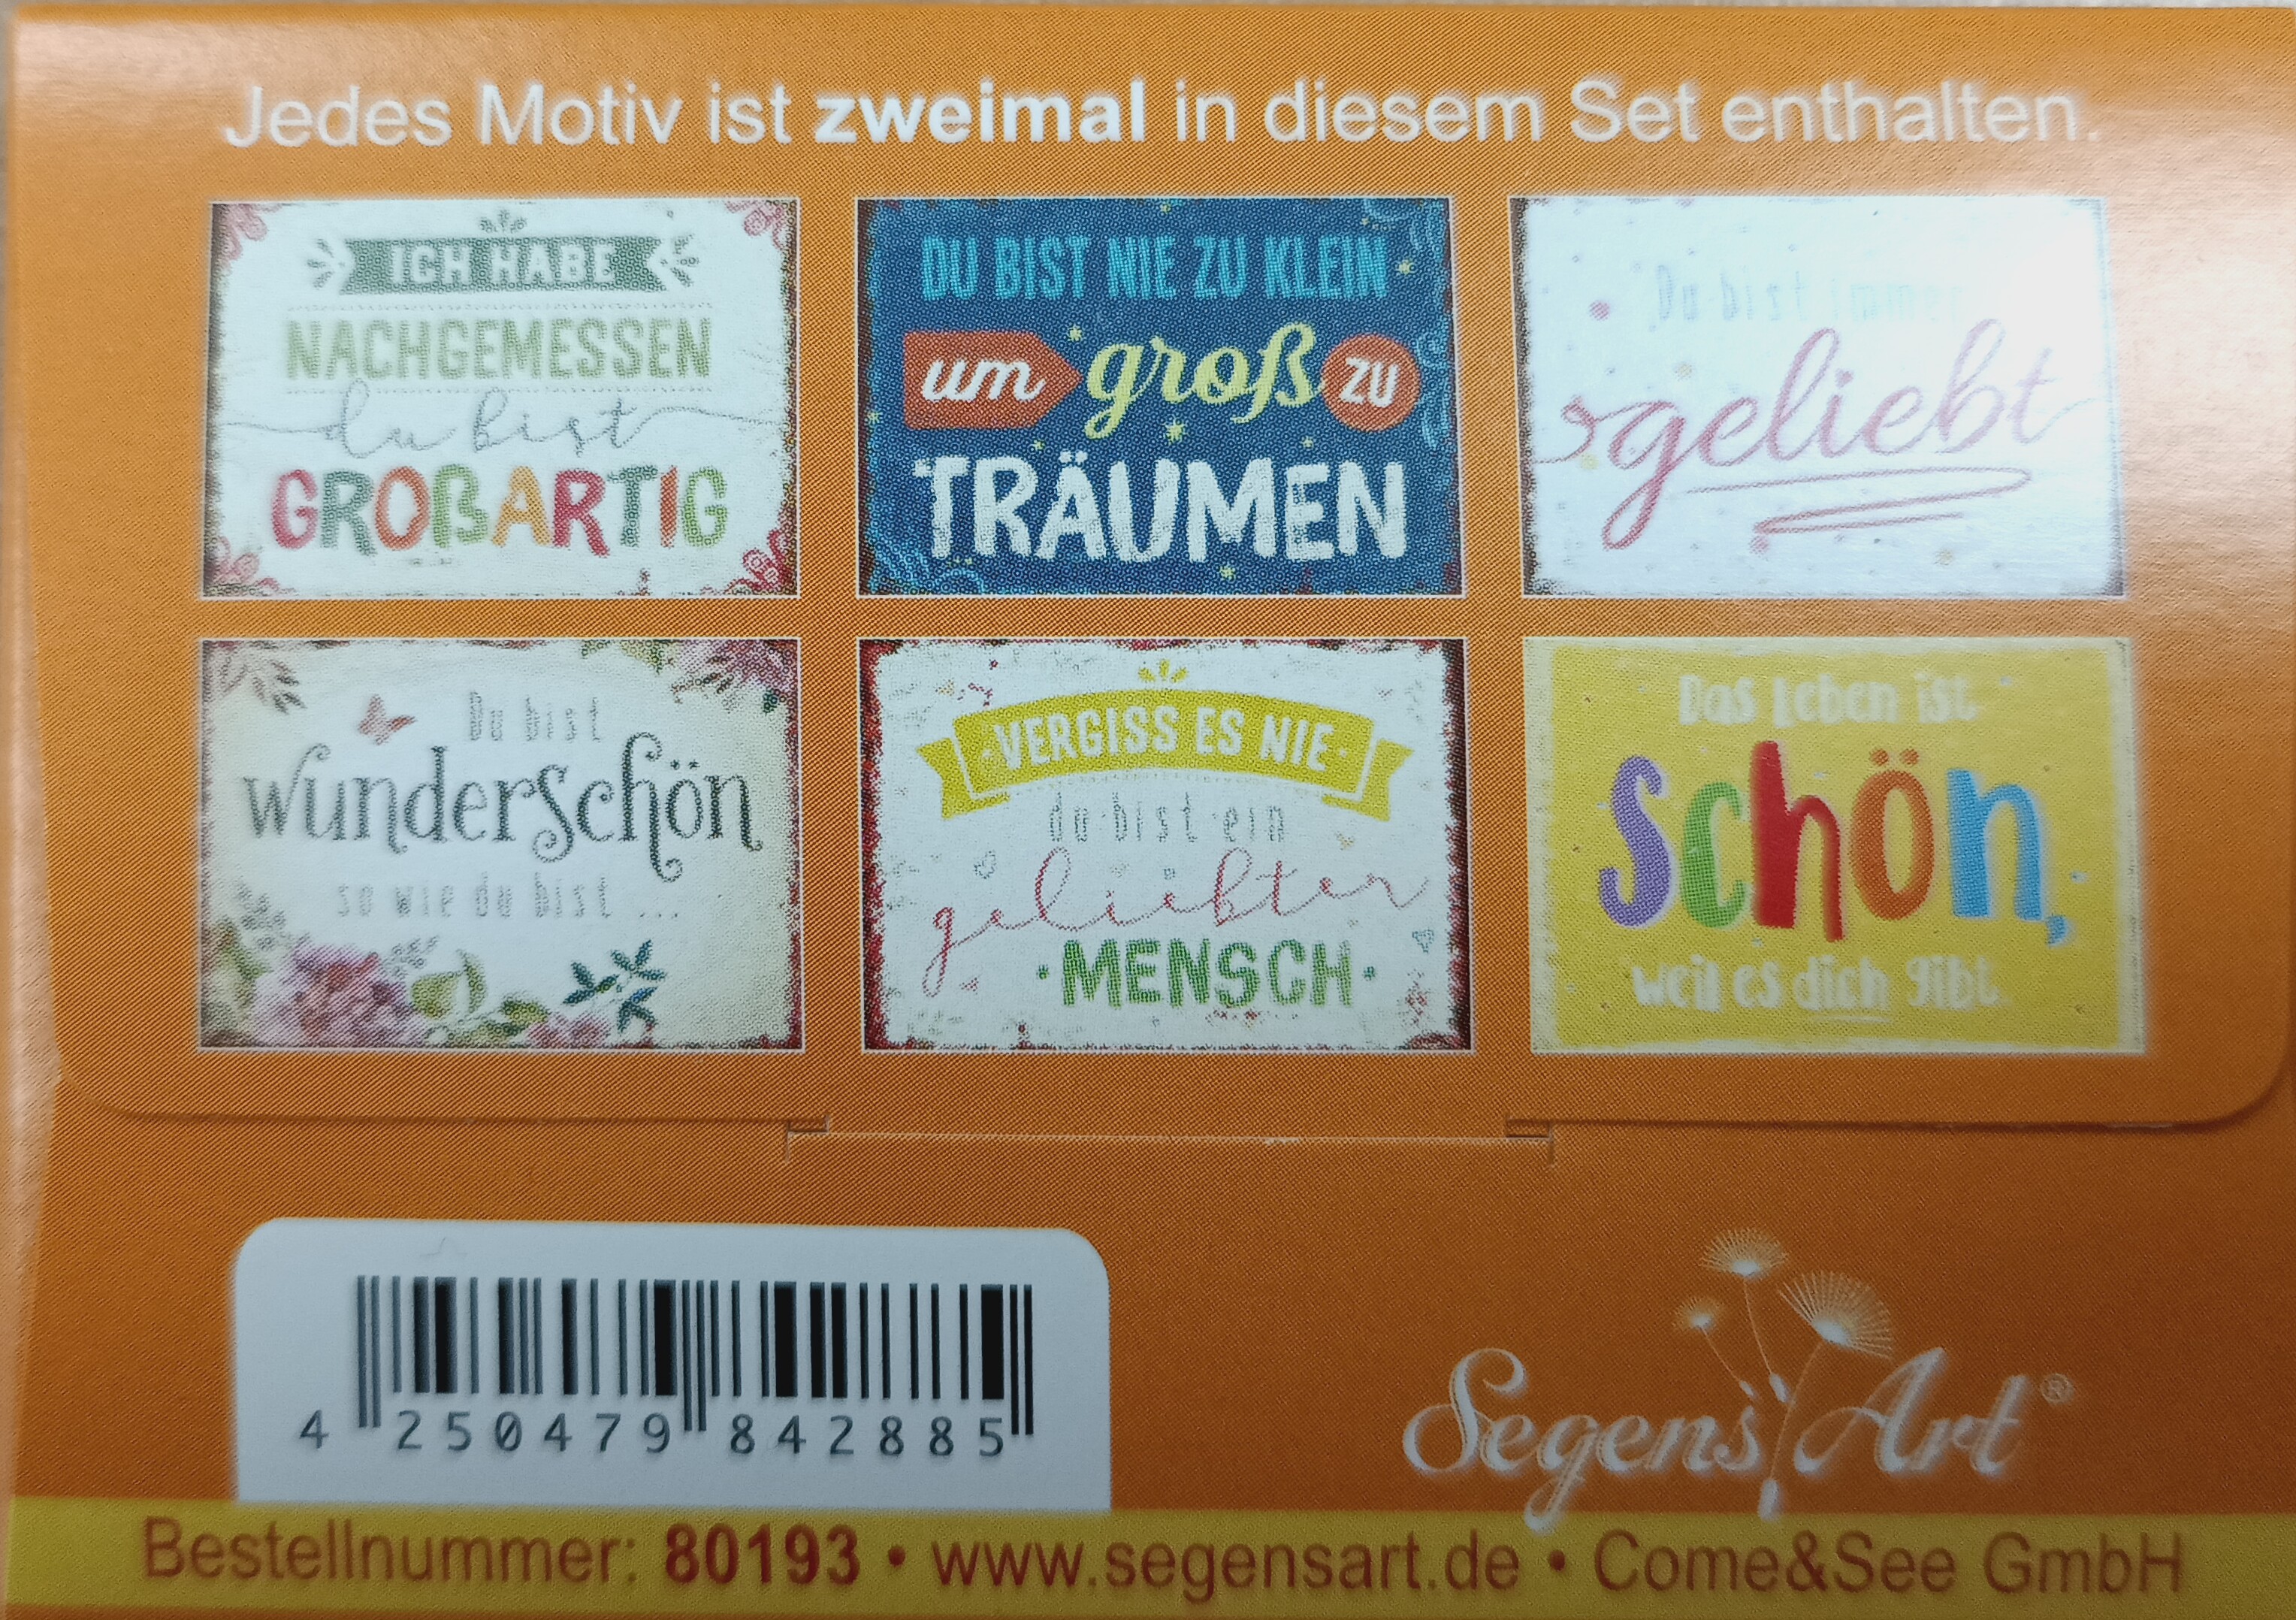 Jedes Motiv ist zweimal in diesem Set enthalten.
ICH HABE
NACHGEMESSEN
du bist
GROßARTIG
DU BIST NIE ZU KLEIN
um groß ZU
TRÄUMEN
Du bist immer
geliebt
Du bist
wunderschön
so wie du bist ...
·VERGISS ES NIE·
du bist ein
geliebter
·MENSCH·
Das Leben ist
schön,
weil es dich gibt.
4 250479 842885
Segens Art®
Bestellnummer: 80193 • www.segensart.de • Come&See GmbH